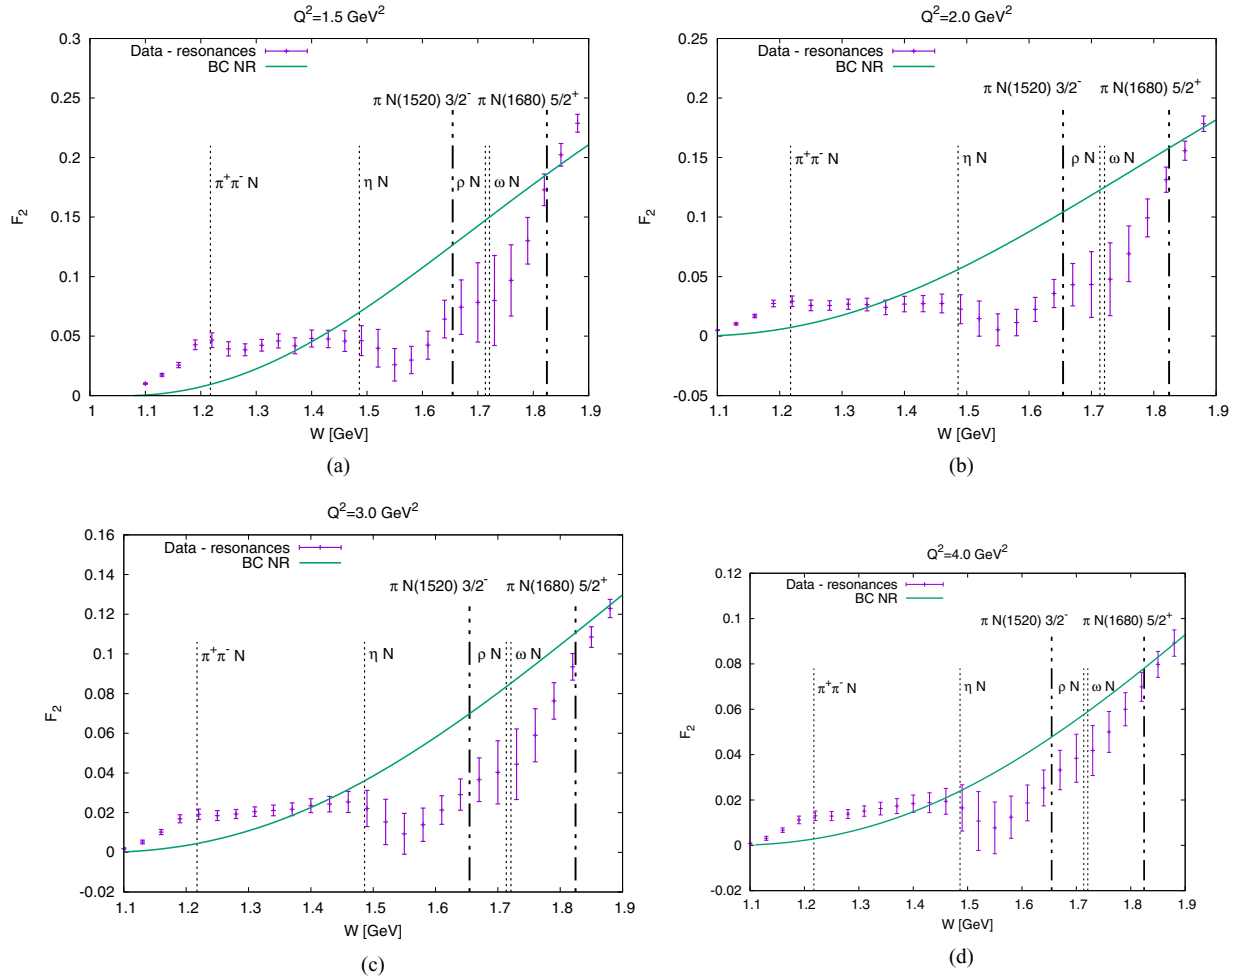 Q²=1.5 GeV²
Data - resonances
BC NR
π N(1520) 3/2⁻ π N(1680) 5/2⁺
π⁺π⁻ N
η N
ρ N
ω N
F₂
0.3
0.25
0.2
0.15
0.1
0.05
0
1 1.1 1.2 1.3 1.4 1.5 1.6 1.7 1.8 1.9
W [GeV]
(a)
Q²=2.0 GeV²
Data - resonances
BC NR
π N(1520) 3/2⁻ π N(1680) 5/2⁺
π⁺π⁻ N
η N
ρ N
ω N
F₂
0.25
0.2
0.15
0.1
0.05
0
-0.05
1.1 1.2 1.3 1.4 1.5 1.6 1.7 1.8 1.9
W [GeV]
(b)
Q²=3.0 GeV²
Data - resonances
BC NR
π N(1520) 3/2⁻ π N(1680) 5/2⁺
π⁺π⁻ N
η N
ρ N
ω N
F₂
0.16
0.14
0.12
0.1
0.08
0.06
0.04
0.02
0
-0.02
1.1 1.2 1.3 1.4 1.5 1.6 1.7 1.8 1.9
W [GeV]
(c)
Q²=4.0 GeV²
Data - resonances
BC NR
π N(1520) 3/2⁻ π N(1680) 5/2⁺
π⁺π⁻ N
η N
ρ N
ω N
F₂
0.12
0.1
0.08
0.06
0.04
0.02
0
-0.02
1.1 1.2 1.3 1.4 1.5 1.6 1.7 1.8 1.9
W [GeV]
(d)